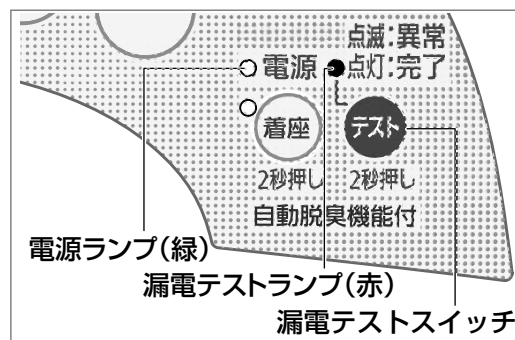 点滅:異常
電源 点灯:完了
着座 テスト
2秒押し 2秒押し
自動脱臭機能付
電源ランプ(緑)
漏電テストランプ(赤)
漏電テストスイッチ